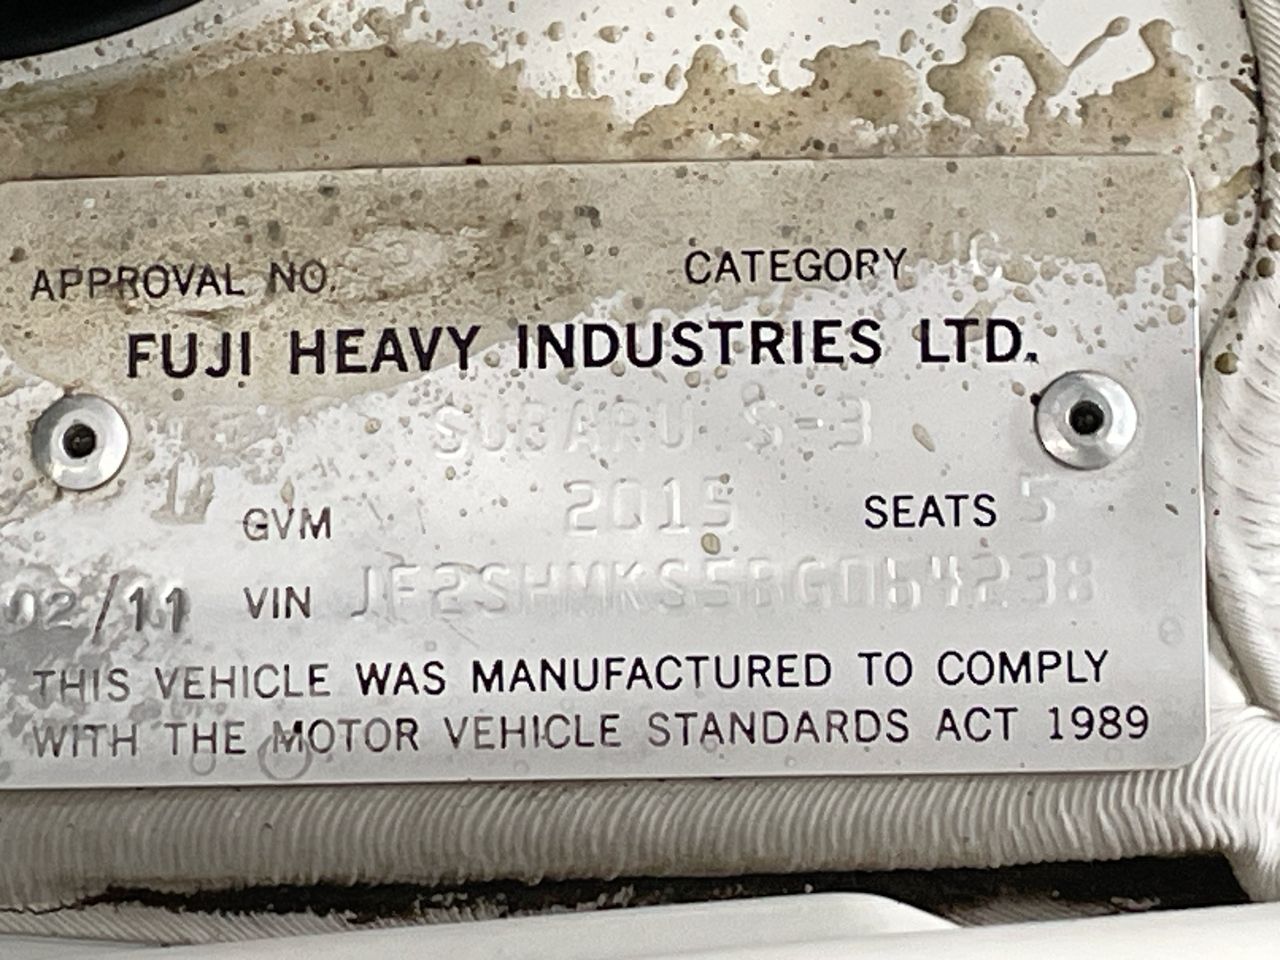 APPROVAL NO. CATEGORY
FUJI HEAVY INDUSTRIES LTD.
SUBARU S-3
GVM 2015 SEATS 5
02/11 VIN JF2SHMKS5BG064238
THIS VEHICLE WAS MANUFACTURED TO COMPLY
WITH THE MOTOR VEHICLE STANDARDS ACT 1989